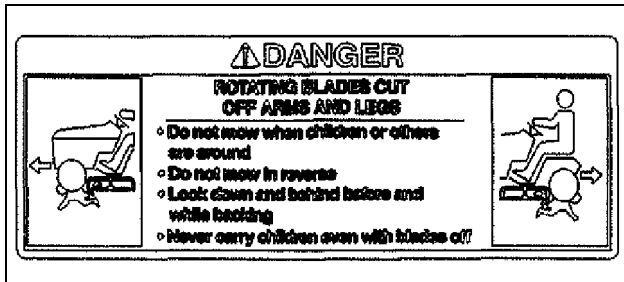 ⚠DANGER
ROTATING BLADES CUT
OFF ARMS AND LEGS
◦ Do not mow when children or others
are around
◦ Do not mow in reverse
◦ Look down and behind before and
while backing
◦ Never carry children even with blades off